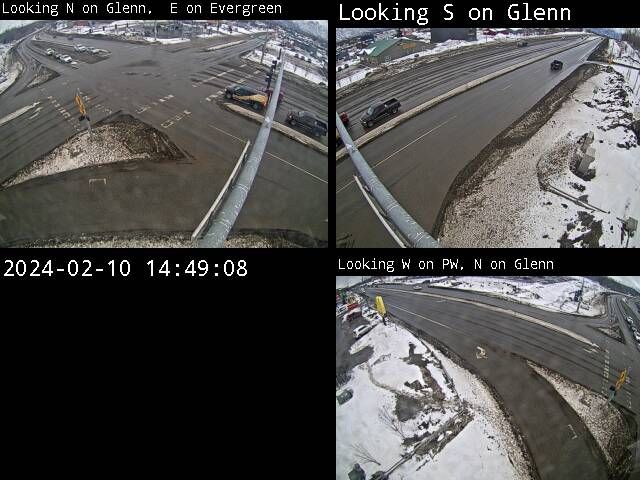 Looking N on Glenn,  E on Evergreen
Looking S on Glenn
2024-02-10 14:49:08
Looking W on PW, N on Glenn